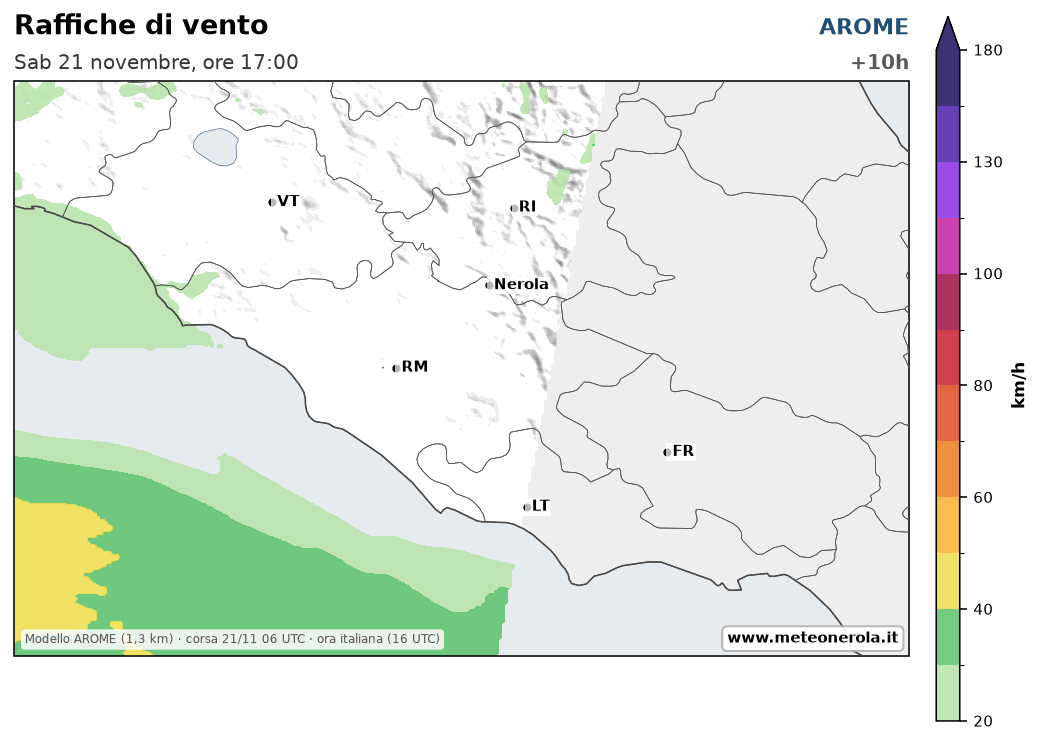 Raffiche di vento
AROME
Sab 21 novembre, ore 17:00
+10h
VT
RI
Nerola
RM
FR
LT
Modello AROME (1,3 km) · corsa 21/11 06 UTC · ora italiana (16 UTC)
www.meteonerola.it
180
130
100
80
60
40
20
km/h